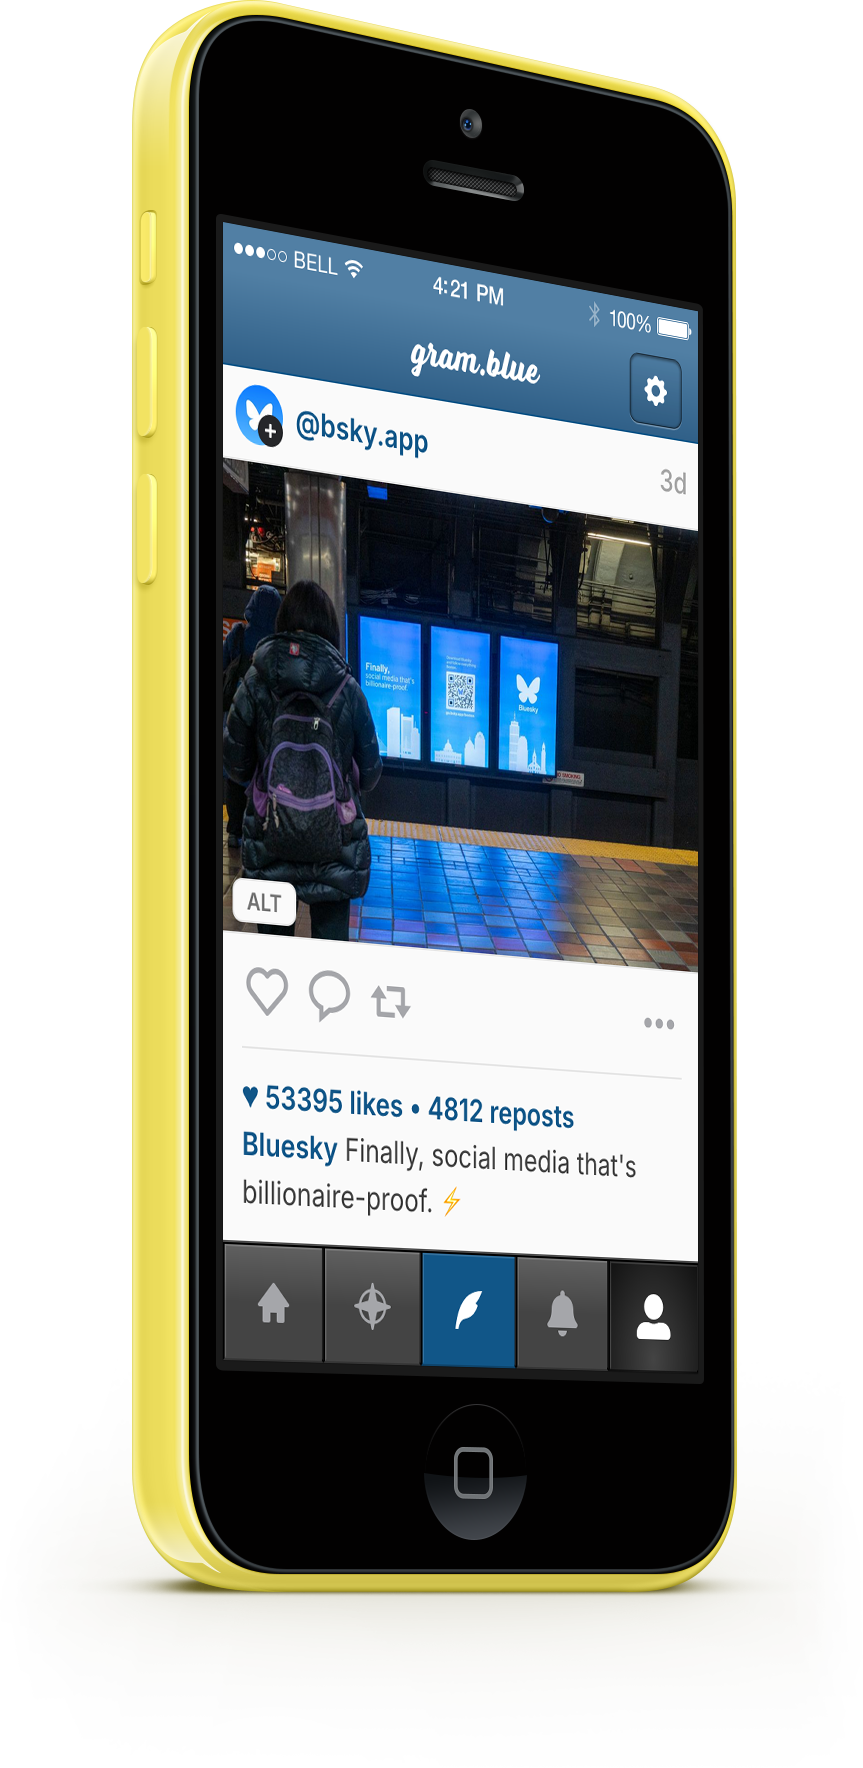 BELL
4:21 PM
100%
gram.blue
@bsky.app
3d
Finally,
social media that's
billionaire-proof.
Bluesky
ALT
♥ 53395 likes • 4812 reposts
Bluesky Finally, social media that's
billionaire-proof. ⚡